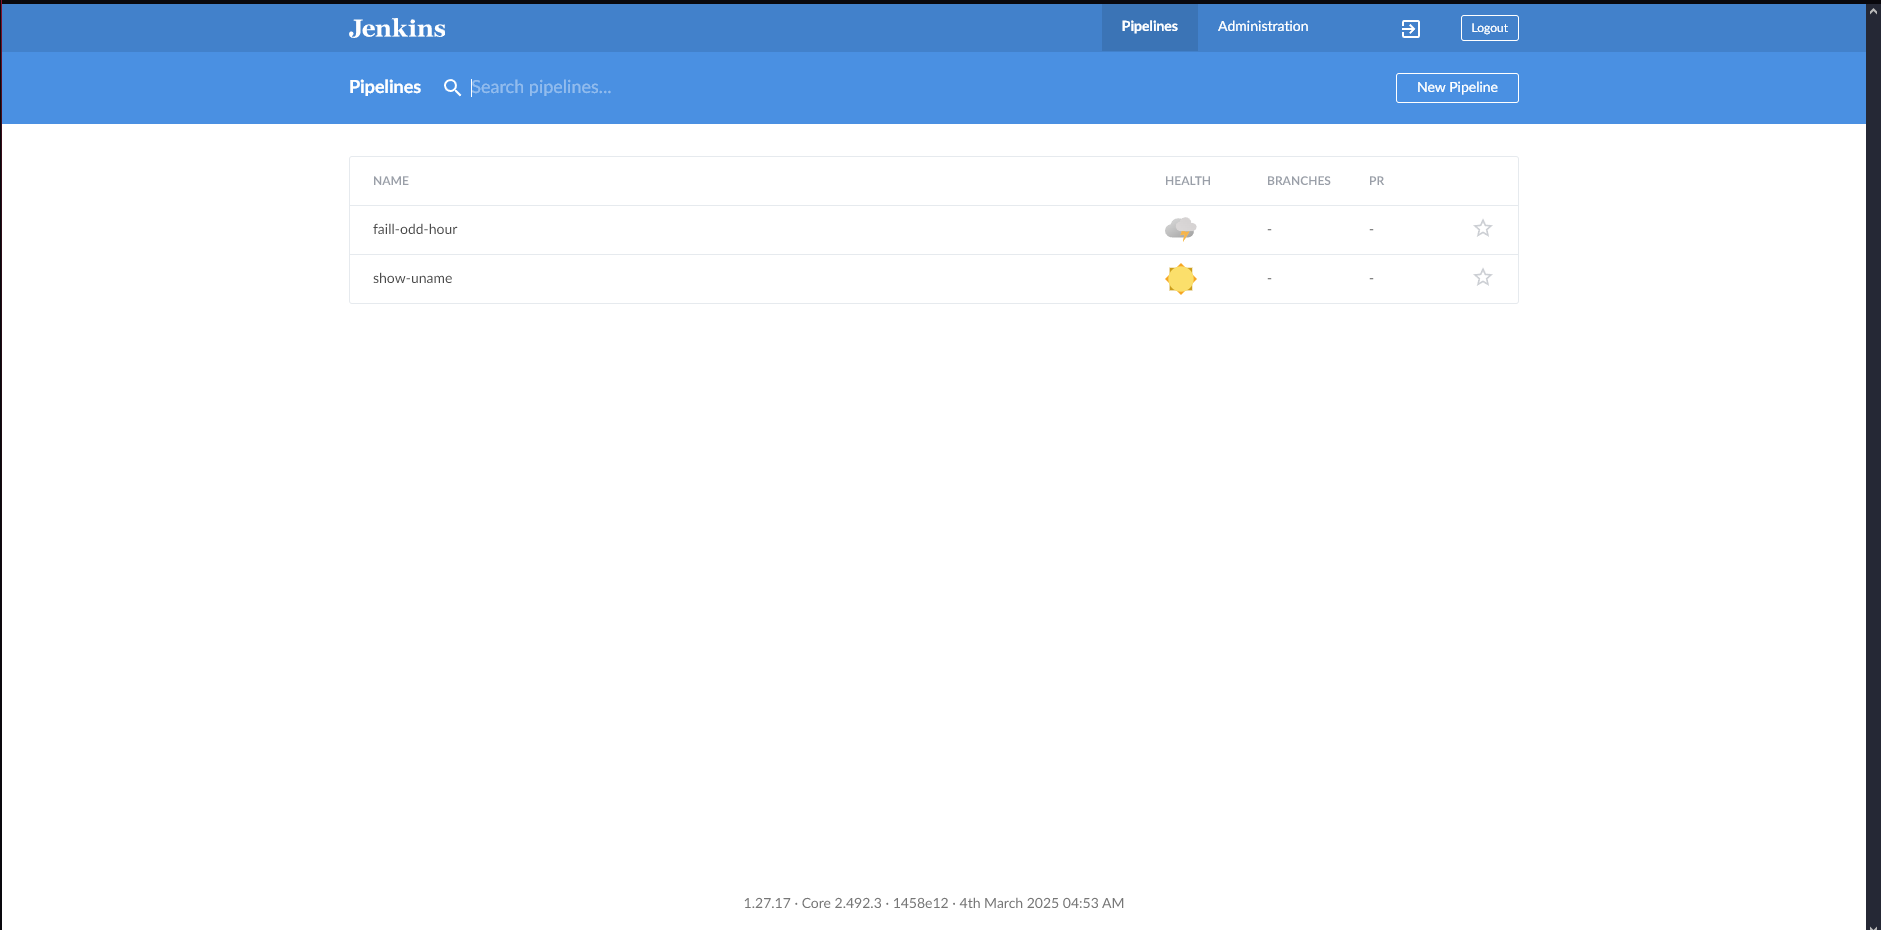 Jenkins
Pipelines Administration Logout
Pipelines Search pipelines... New Pipeline
NAME HEALTH BRANCHES PR
faill-odd-hour - -
show-uname - -
1.27.17 · Core 2.492.3 · 1458e12 · 4th March 2025 04:53 AM